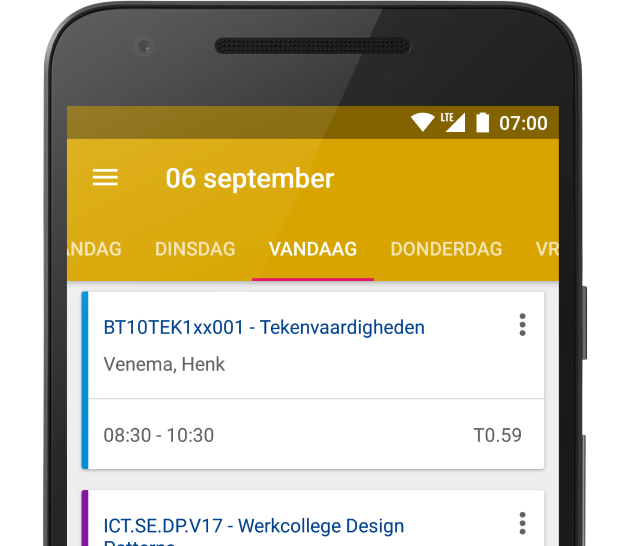 LTE 07:00
06 september
NDAG DINSDAG VANDAAG DONDERDAG VR
BT10TEK1xx001 - Tekenvaardigheden
Venema, Henk
08:30 - 10:30 T0.59
ICT.SE.DP.V17 - Werkcollege Design
Patterns